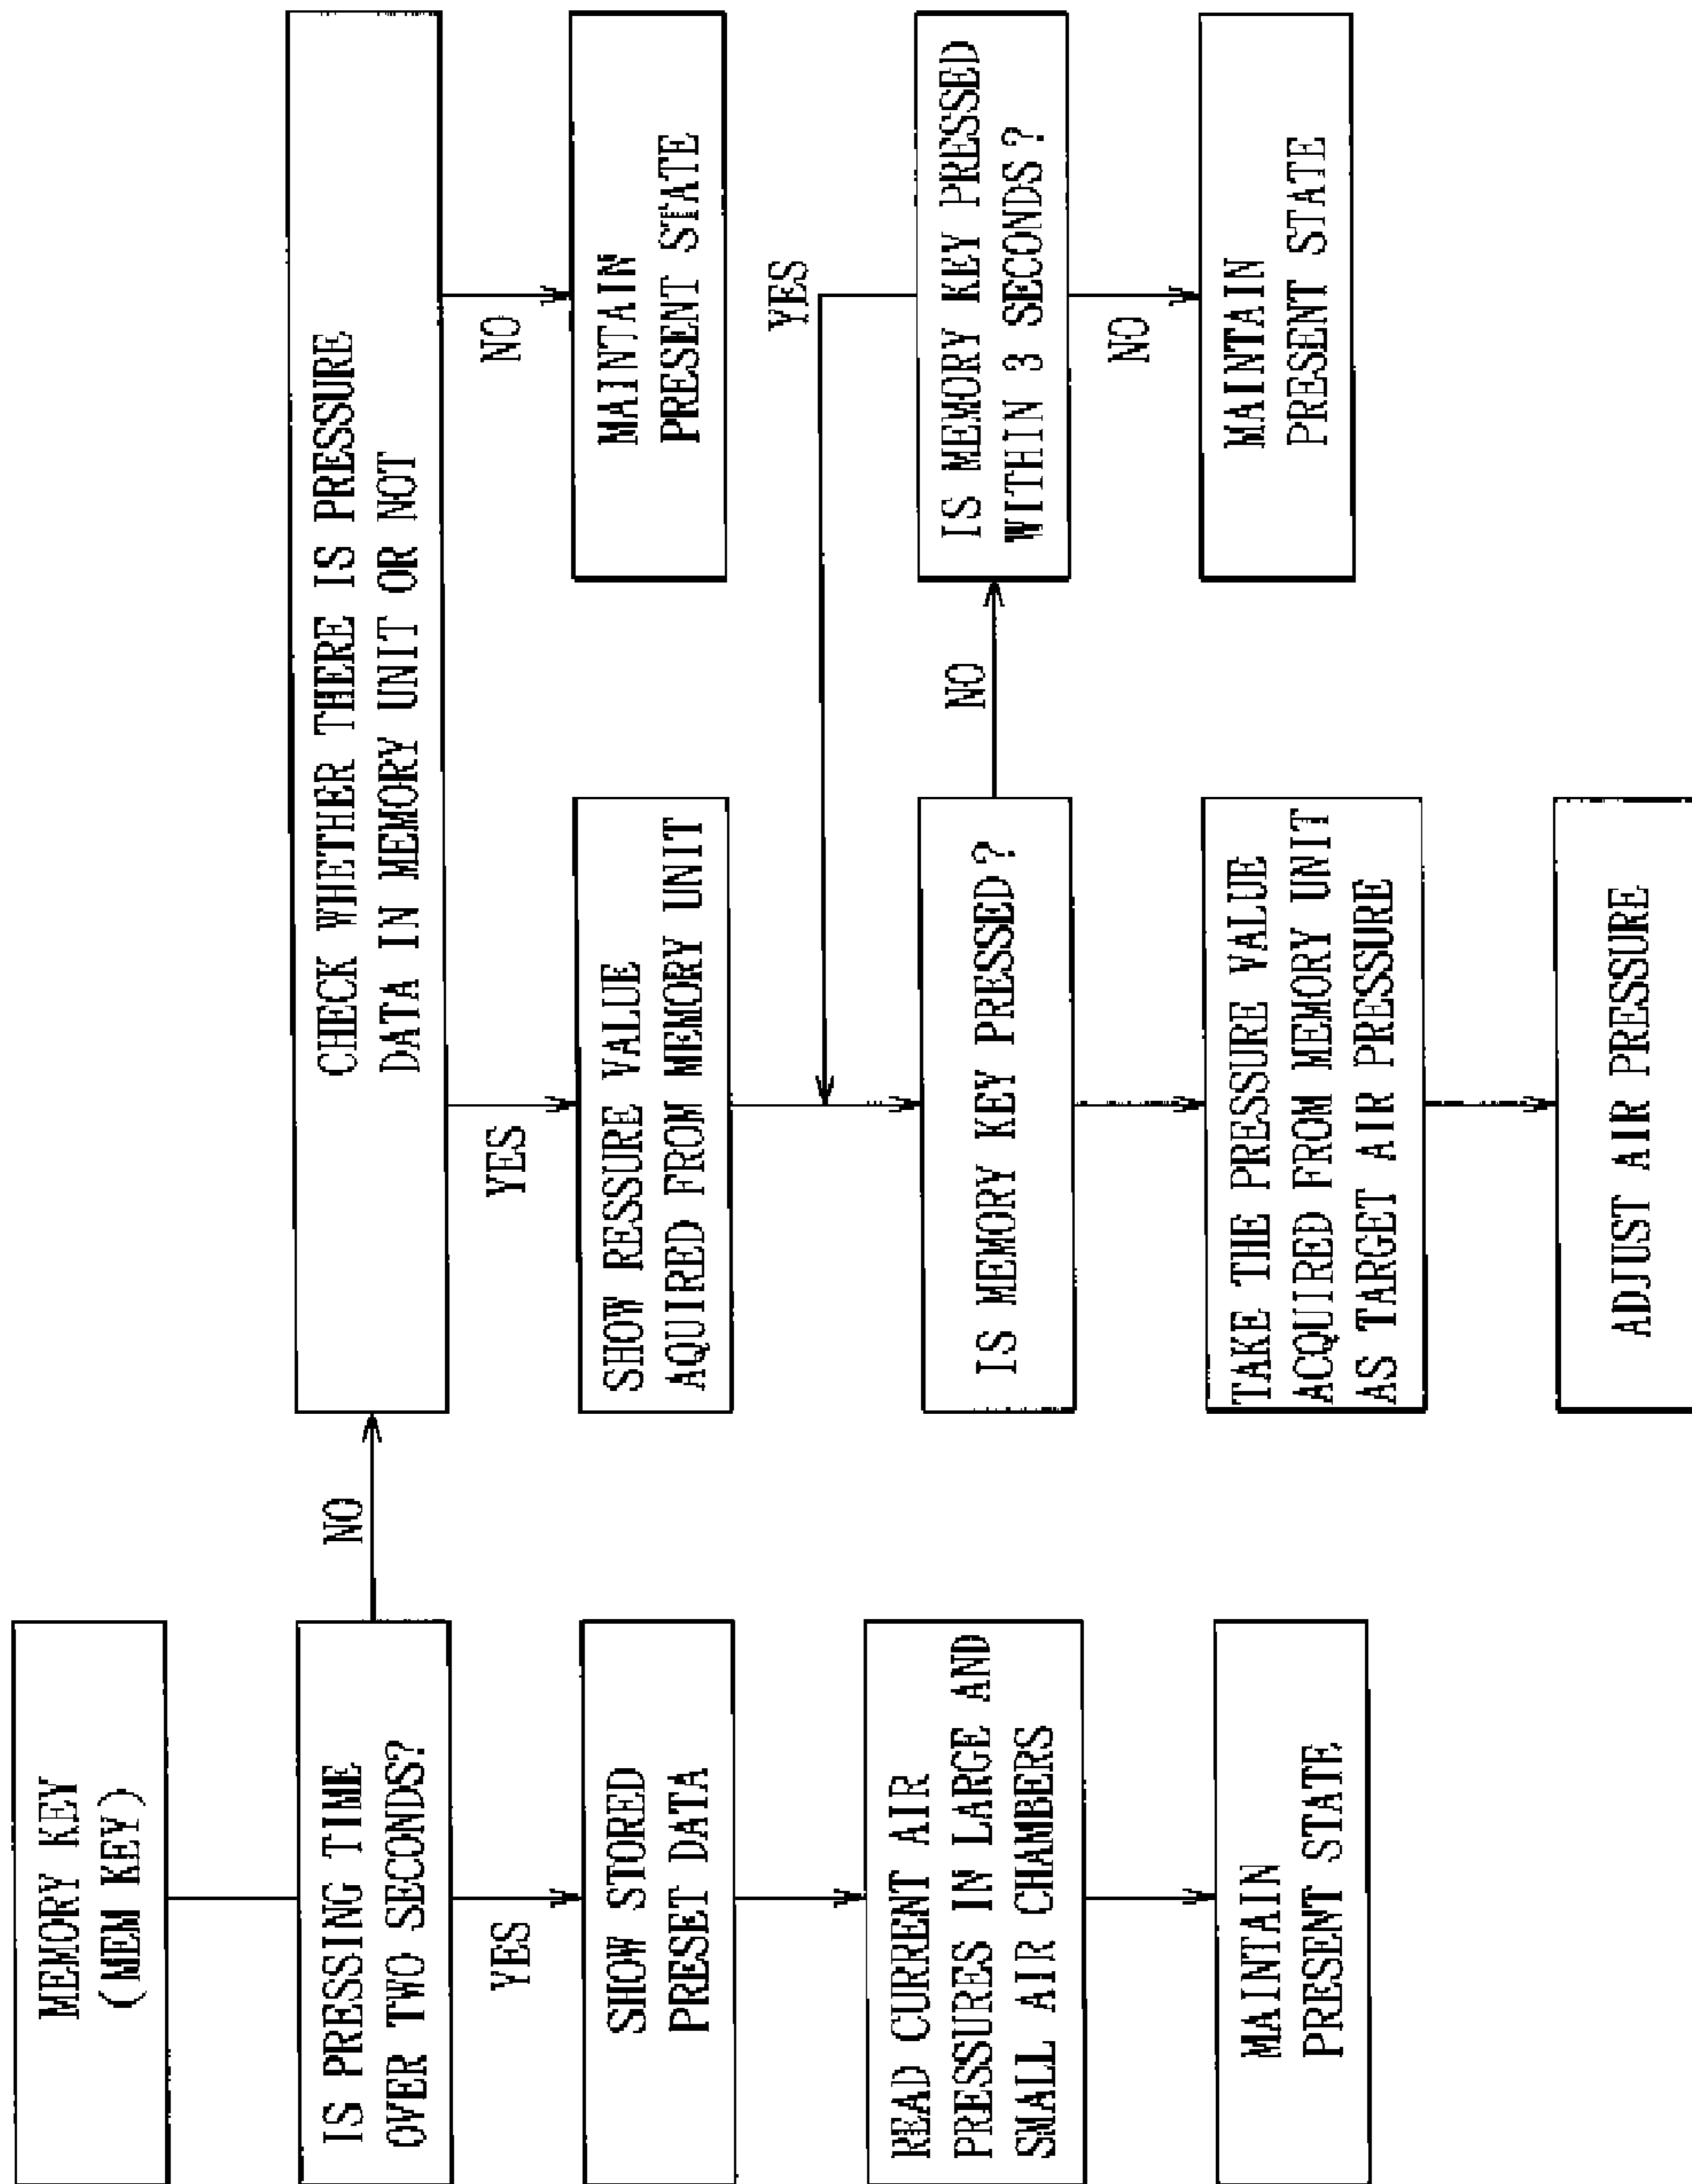 MEMORY KEY
(MEM KEY)
IS PRESSING TIME
OVER TWO SECONDS?
NO
YES
SHOW STORED
PRESET DATA
READ CURRENT AIR
PRESSURES IN LARGE AND
SMALL AIR CHAMBERS
MAINTAIN
PRESENT STATE
CHECK WHETHER THERE IS PRESSURE
DATA IN MEMORY UNIT OR NOT
YES
NO
SHOW RESSURE VALUE
AQUIRED FROM MEMORY UNIT
MAINTAIN
PRESENT STATE
YES
IS MEMORY KEY PRESSED?
NO
IS MEMORY KEY PRESSED
WITHIN 3 SECONDS?
NO
TAKE THE PRESSURE VALUE
ACQUIRED FROM MEMORY UNIT
AS TARGET AIR PRESSURE
MAINTAIN
PRESENT STATE
ADJUST AIR PRESSURE